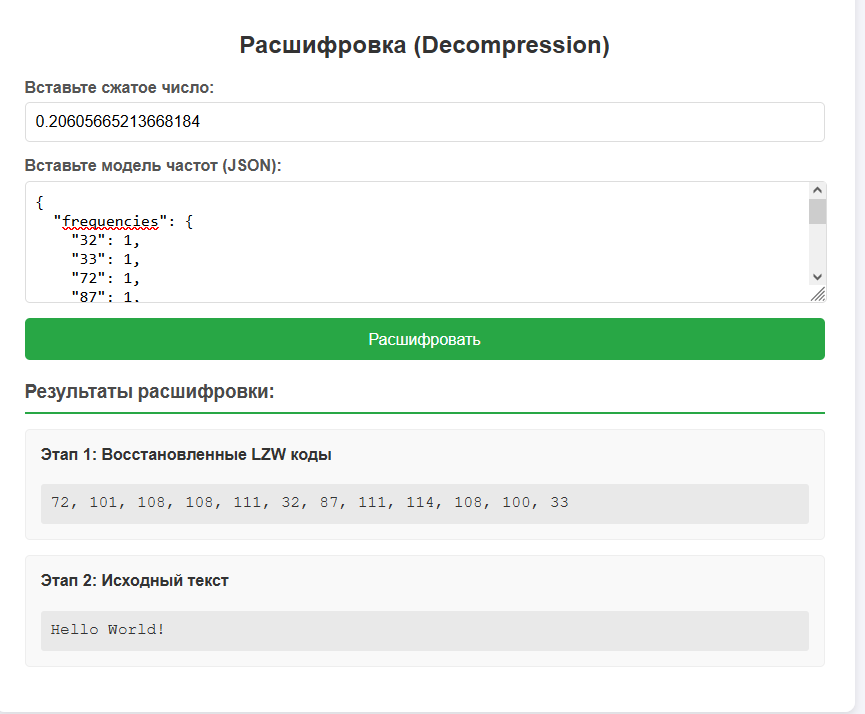 Расшифровка (Decompression)
Вставьте сжатое число:
0.20605665213668184
Вставьте модель частот (JSON):
{
"frequencies": {
"32": 1,
"33": 1,
"72": 1,
"87": 1,
Расшифровать
Результаты расшифровки:
Этап 1: Восстановленные LZW коды
72, 101, 108, 108, 111, 32, 87, 111, 114, 108, 100, 33
Этап 2: Исходный текст
Hello World!